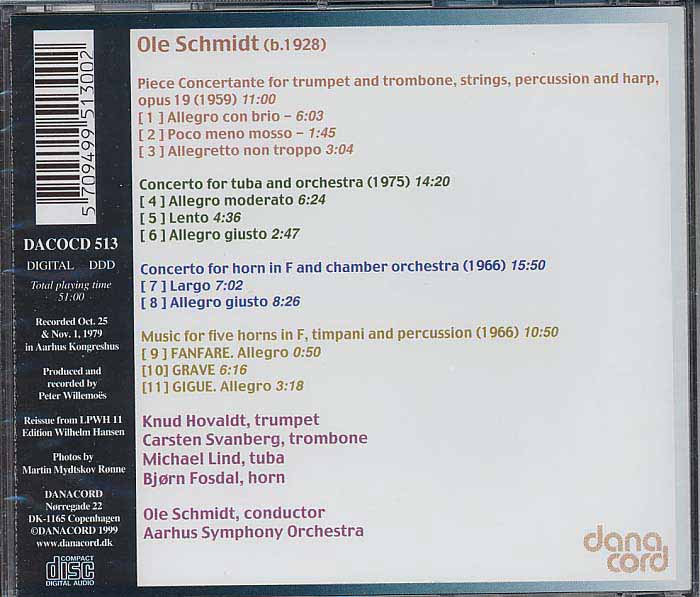 5 709499 513002
DACOCD 513
DIGITAL DDD
Total playing time
51:00
Recorded Oct. 25
& Nov. 1, 1979
in Aarhus Kongreshus
Produced and
recorded by
Peter Willemoës
Reissue from LPWH 11
Edition Wilhelm Hansen
Photos by
Martin Mydtskov Rønne
DANACORD
Nørregade 22
DK-1165 Copenhagen
©DANACORD 1999
www.danacord.dk
COMPACT
disc
DIGITAL AUDIO
Ole Schmidt (b.1928)
Piece Concertante for trumpet and trombone, strings, percussion and harp,
opus 19 (1959) 11:00
[ 1 ] Allegro con brio – 6:03
[ 2 ] Poco meno mosso – 1:45
[ 3 ] Allegretto non troppo 3:04
Concerto for tuba and orchestra (1975) 14:20
[ 4 ] Allegro moderato 6:24
[ 5 ] Lento 4:36
[ 6 ] Allegro giusto 2:47
Concerto for horn in F and chamber orchestra (1966) 15:50
[ 7 ] Largo 7:02
[ 8 ] Allegro giusto 8:26
Music for five horns in F, timpani and percussion (1966) 10:50
[ 9 ] FANFARE. Allegro 0:50
[10] GRAVE 6:16
[11] GIGUE. Allegro 3:18
Knud Hovaldt, trumpet
Carsten Svanberg, trombone
Michael Lind, tuba
Bjørn Fosdal, horn
Ole Schmidt, conductor
Aarhus Symphony Orchestra
dana
cord